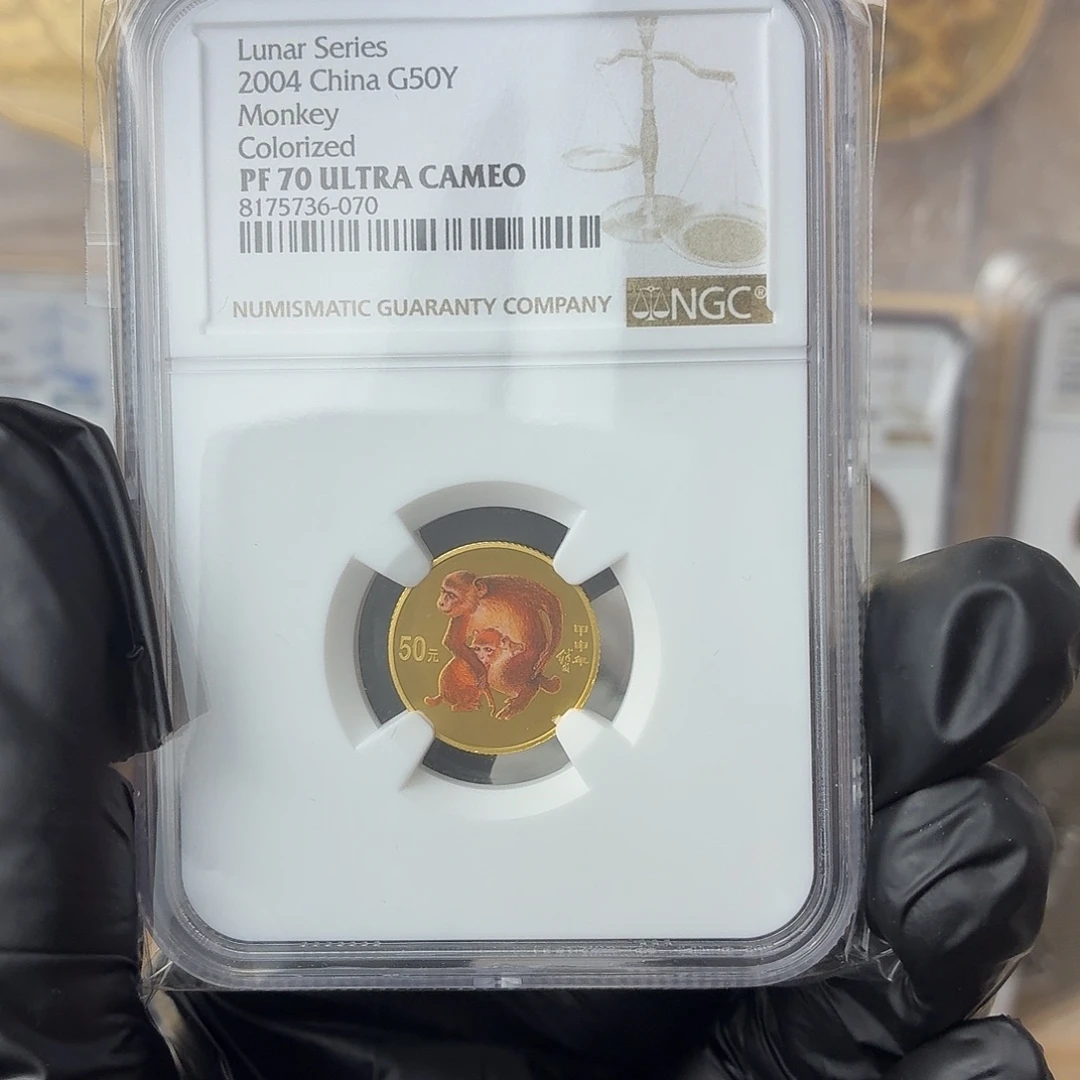 Lunar Series
2004 China G50Y
Monkey
Colorized
PF 70 ULTRA CAMEO
8175736-070
NUMISMATIC GUARANTY COMPANY
NGC®
50元
甲申年